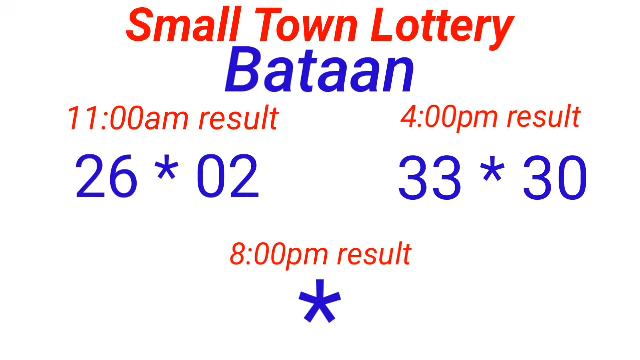 Small Town Lottery
Bataan
11:00am result
26 * 02
4:00pm result
33 * 30
8:00pm result
*